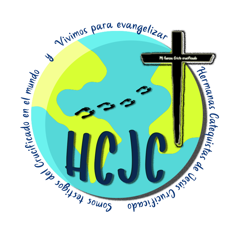 Vivimos para evangelizar
Hermanas Catequistas de Jesús Crucificado
Somos testigos del Crucificado en el mundo y
HCJC